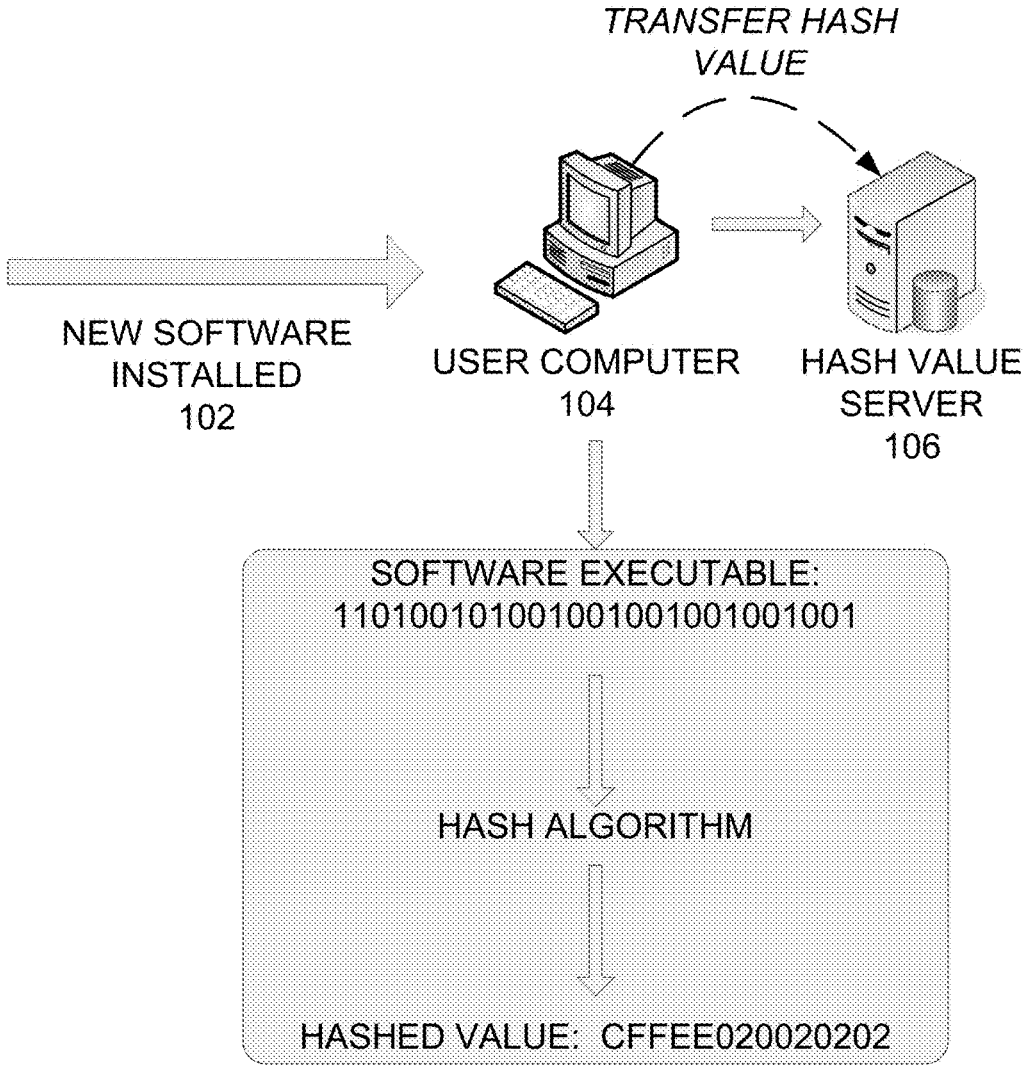 TRANSFER HASH
VALUE
NEW SOFTWARE
INSTALLED
102
USER COMPUTER
104
HASH VALUE
SERVER
106
SOFTWARE EXECUTABLE:
110100101001001001001001001
HASH ALGORITHM
HASHED VALUE: CFFEE020020202